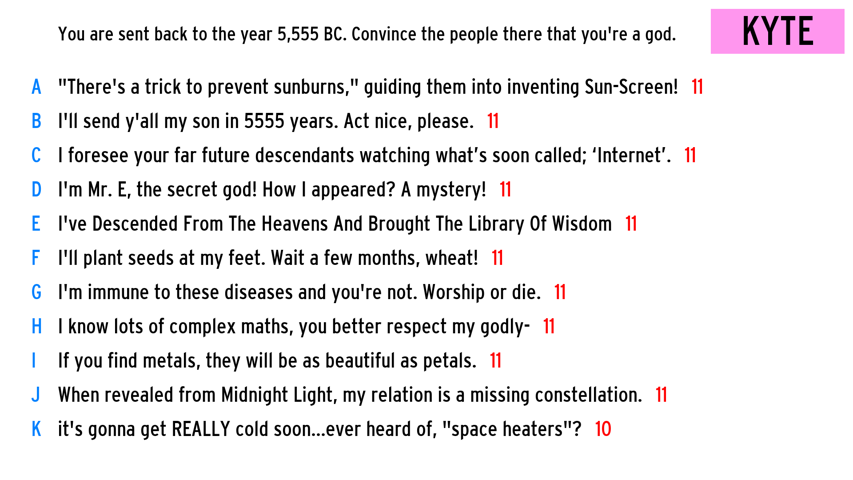 You are sent back to the year 5,555 BC. Convince the people there that you're a god.
KYTE
A "There's a trick to prevent sunburns," guiding them into inventing Sun-Screen! 11
B I'll send y'all my son in 5555 years. Act nice, please. 11
C I foresee your far future descendants watching what’s soon called; ‘Internet’. 11
D I'm Mr. E, the secret god! How I appeared? A mystery! 11
E I've Descended From The Heavens And Brought The Library Of Wisdom 11
F I'll plant seeds at my feet. Wait a few months, wheat! 11
G I'm immune to these diseases and you're not. Worship or die. 11
H I know lots of complex maths, you better respect my godly- 11
I If you find metals, they will be as beautiful as petals. 11
J When revealed from Midnight Light, my relation is a missing constellation. 11
K it's gonna get REALLY cold soon...ever heard of, "space heaters"? 10